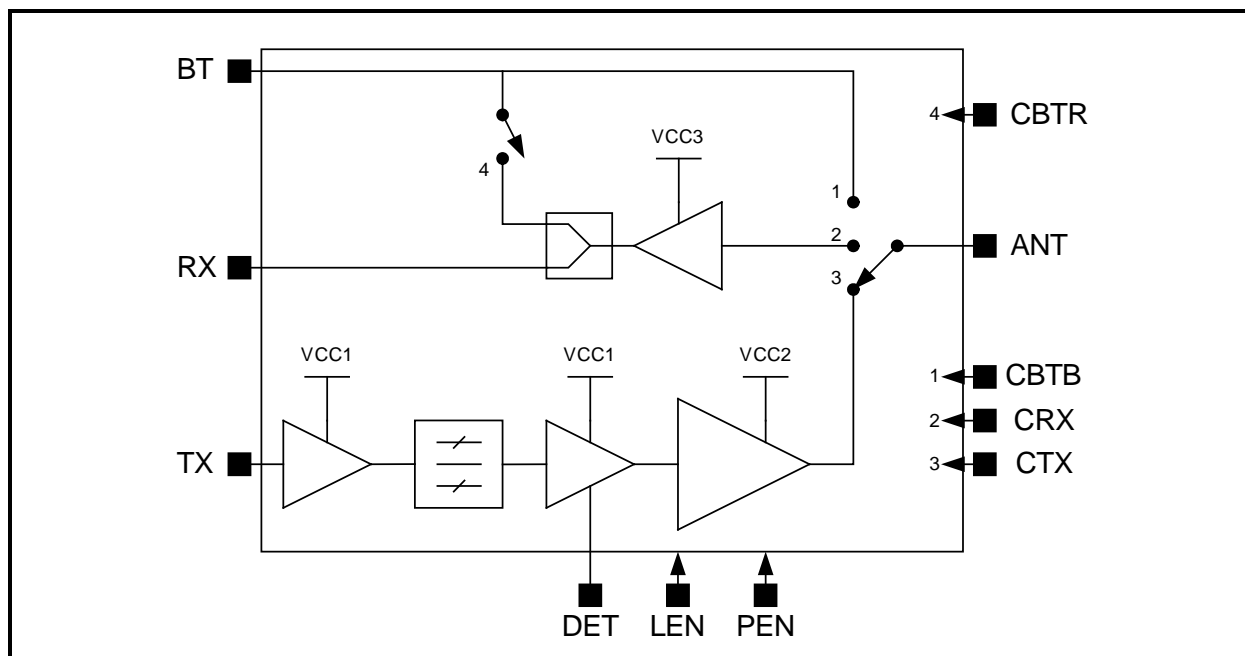 BT
4 CBTR
VCC3
4
1
2
ANT
RX
3
VCC1
VCC1
VCC2
1 CBTB
2 CRX
TX
3 CTX
DET
LEN
PEN